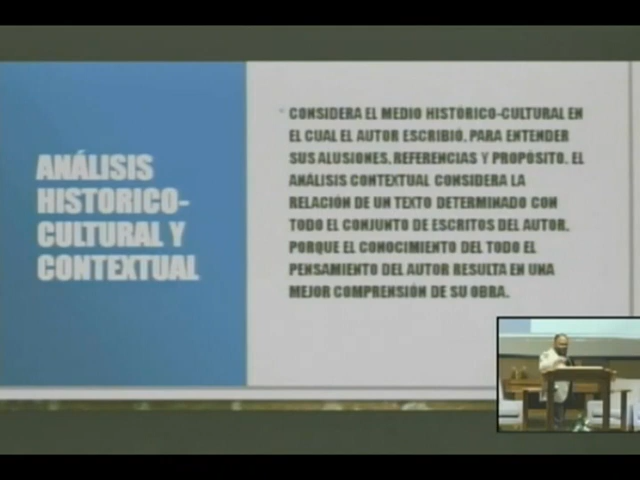 ANÁLISIS
HISTORICO-
CULTURAL Y
CONTEXTUAL
CONSIDERA EL MEDIO HISTÓRICO-CULTURAL EN
EL CUAL EL AUTOR ESCRIBIÓ, PARA ENTENDER
SUS ALUSIONES, REFERENCIAS Y PROPÓSITO. EL
ANÁLISIS CONTEXTUAL CONSIDERA LA
RELACIÓN DE UN TEXTO DETERMINADO CON
TODO EL CONJUNTO DE ESCRITOS DEL AUTOR,
PORQUE EL CONOCIMIENTO DEL TODO EL
PENSAMIENTO DEL AUTOR RESULTA EN UNA
MEJOR COMPRENSIÓN DE SU OBRA.